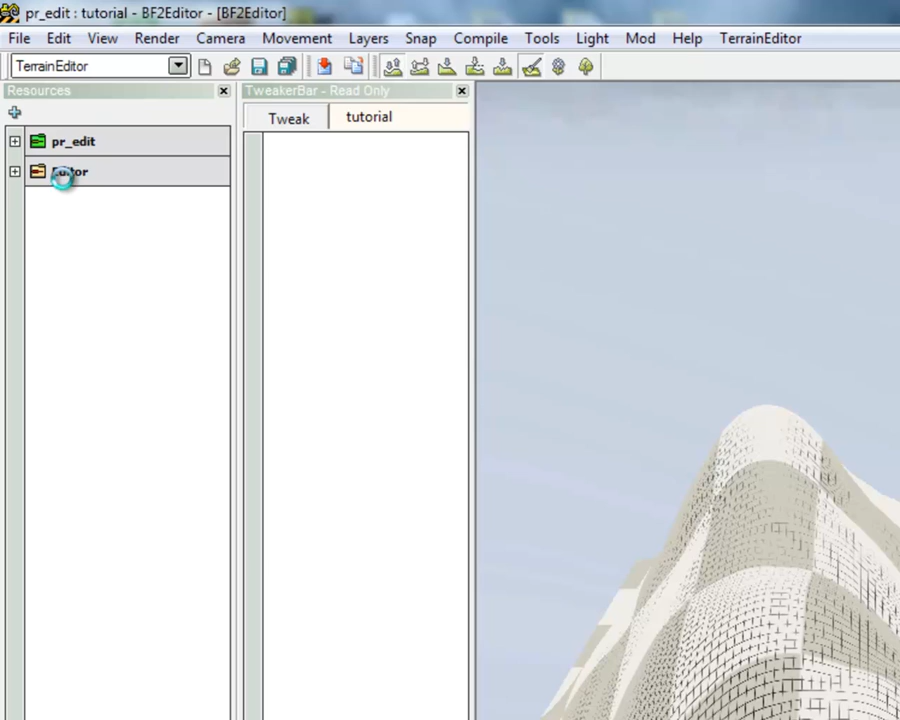 pr_edit : tutorial - BF2Editor - [BF2Editor]
File Edit View Render Camera Movement Layers Snap Compile Tools Light Mod Help TerrainEditor
TerrainEditor
Resources
TweakerBar - Read Only
Tweak tutorial
pr_edit